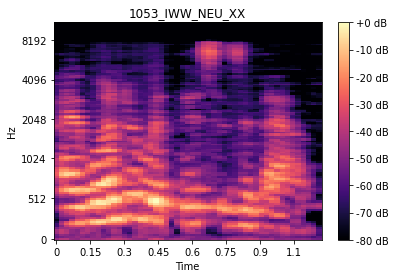 1053_IWW_NEU_XX
8192
4096
2048
1024
512
0
Hz
0 0.15 0.3 0.45 0.6 0.75 0.9 1.1
Time
+0 dB
-10 dB
-20 dB
-30 dB
-40 dB
-50 dB
-60 dB
-70 dB
-80 dB